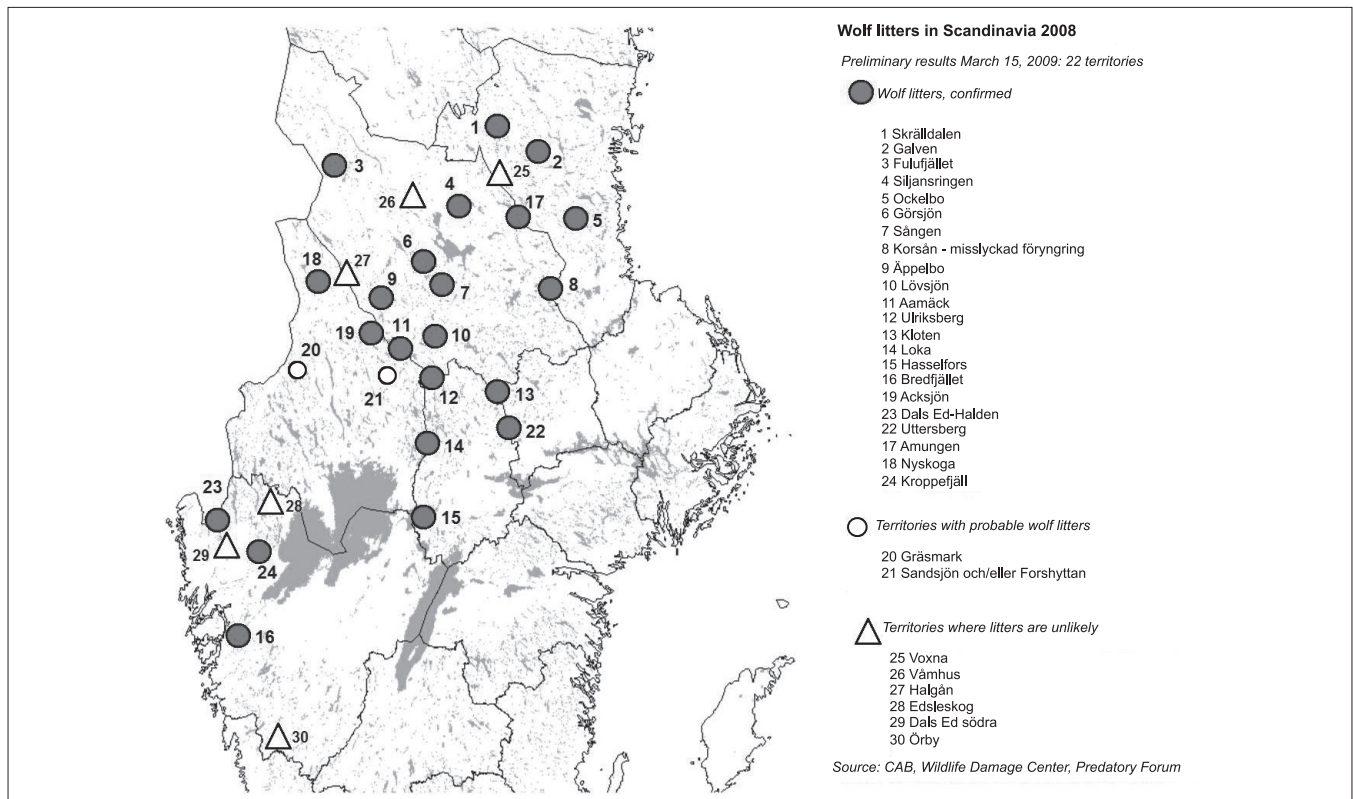 Wolf litters in Scandinavia 2008
Preliminary results March 15, 2009: 22 territories
Wolf litters, confirmed
1 Skrälldalen
2 Galven
3 Fulufjället
4 Siljansringen
5 Ockelbo
6 Görsjön
7 Sången
8 Korsån - misslyckad föryngring
9 Äppelbo
10 Lövsjön
11 Aamäck
12 Ulriksberg
13 Kloten
14 Loka
15 Hasselfors
16 Bredfjället
19 Acksjön
23 Dals Ed-Halden
22 Uttersberg
17 Amungen
18 Nyskoga
24 Kroppefjäll
Territories with probable wolf litters
20 Gräsmark
21 Sandsjön och/eller Forshyttan
Territories where litters are unlikely
25 Voxna
26 Våmhus
27 Halgån
28 Edsleskog
29 Dals Ed södra
30 Örby
Source: CAB, Wildlife Damage Center, Predatory Forum
1
2
3
25
4
26
17
5
6
27
18
9
7
8
19
11
10
20
21
12
13
22
14
23
28
15
29
24
16
30